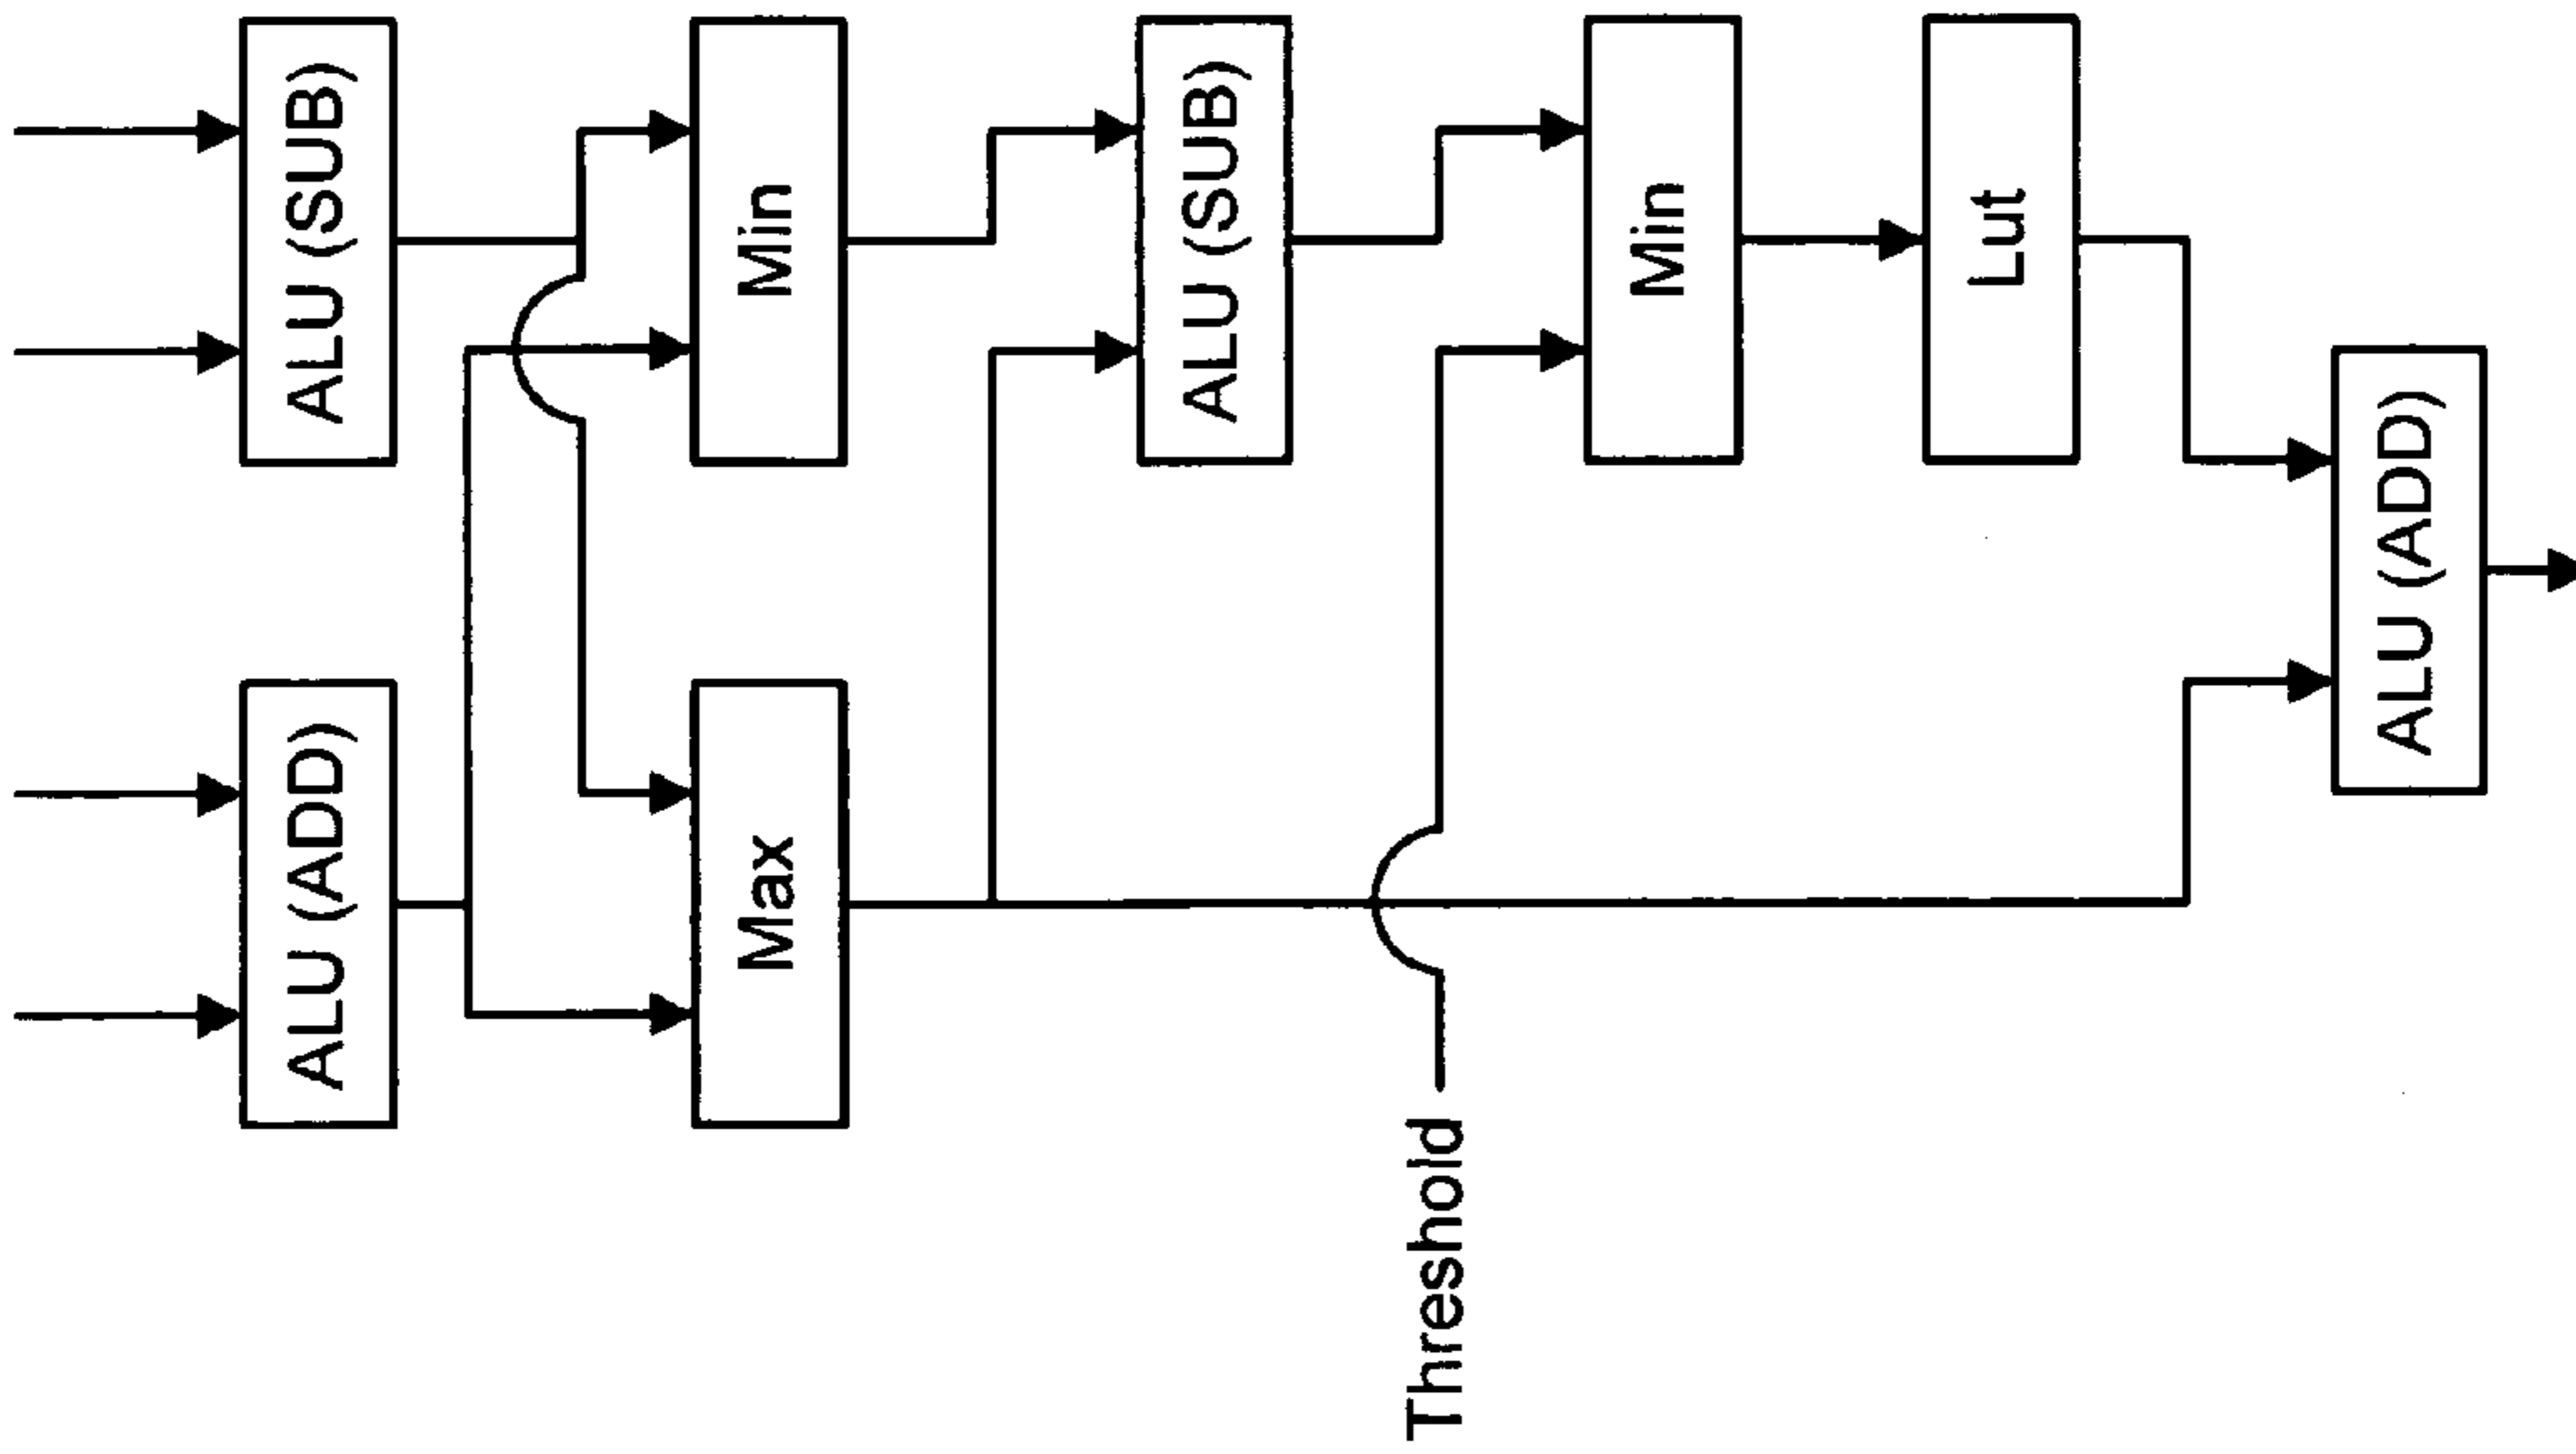 ALU (ADD)
ALU (SUB)
Max
Min
ALU (SUB)
Threshold
Min
Lut
ALU (ADD)